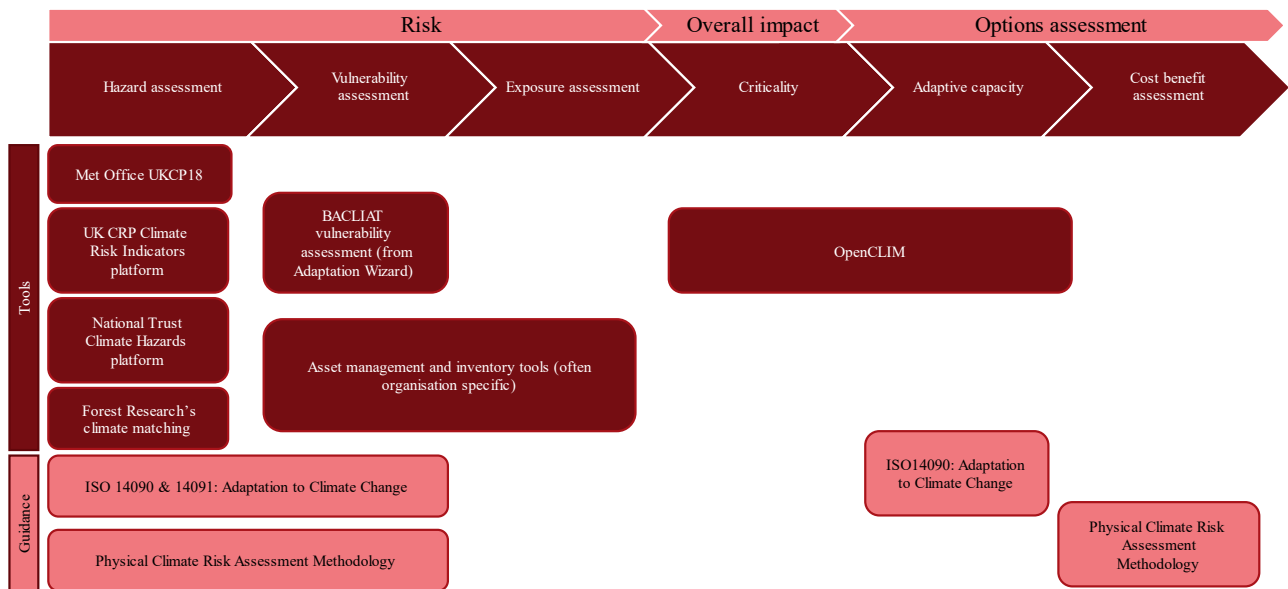 Risk
Overall impact
Options assessment
Hazard assessment
Vulnerability
assessment
Exposure assessment
Criticality
Adaptive capacity
Cost benefit
assessment
Tools
Met Office UKCP18
UK CRP Climate
Risk Indicators
platform
National Trust
Climate Hazards
platform
Forest Research’s
climate matching
BACLIAT
vulnerability
assessment (from
Adaptation Wizard)
Asset management and inventory tools (often
organisation specific)
OpenCLIM
Guidance
ISO 14090 & 14091: Adaptation to Climate Change
Physical Climate Risk Assessment Methodology
ISO14090: Adaptation
to Climate Change
Physical Climate Risk
Assessment
Methodology